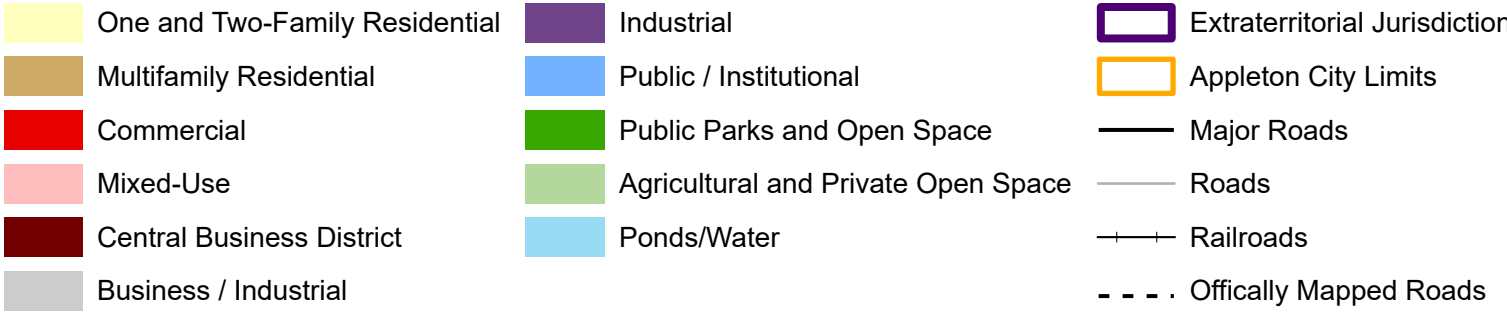 One and Two-Family Residential
Multifamily Residential
Commercial
Mixed-Use
Central Business District
Business / Industrial
Industrial
Public / Institutional
Public Parks and Open Space
Agricultural and Private Open Space
Ponds/Water
Extraterritorial Jurisdiction
Appleton City Limits
Major Roads
Roads
Railroads
Offically Mapped Roads